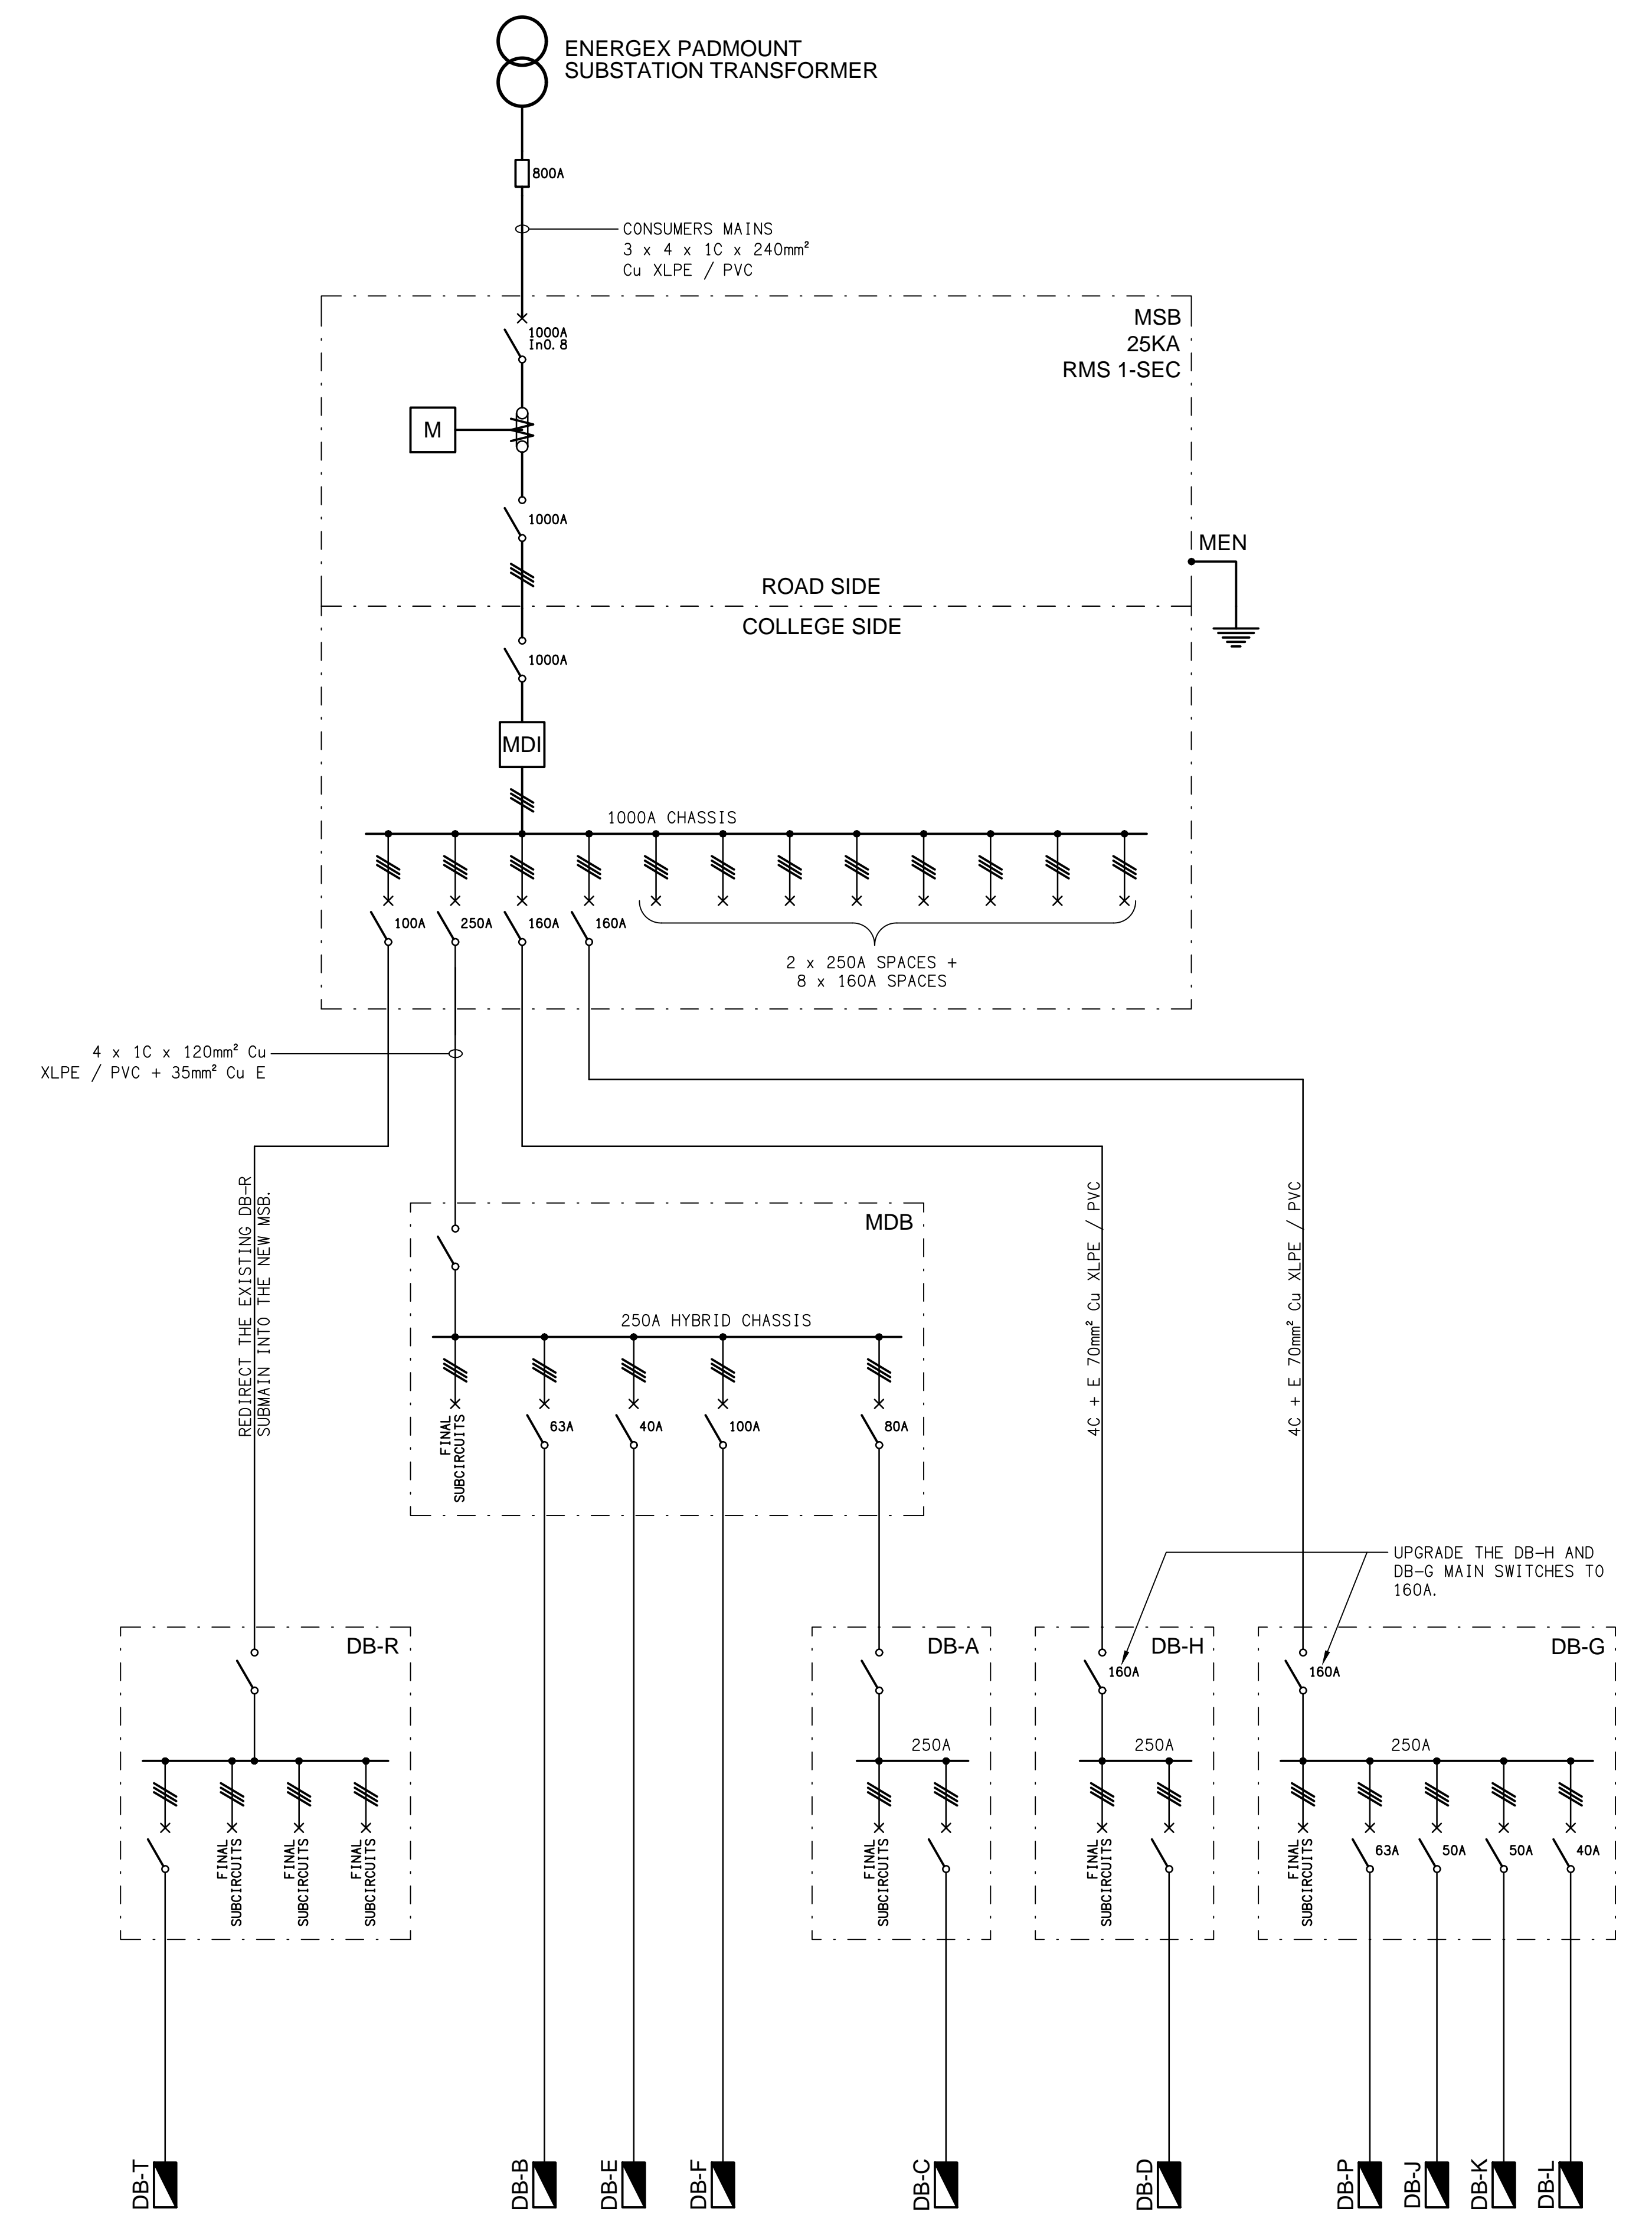 ENERGEX PADMOUNT
SUBSTATION TRANSFORMER
800A
CONSUMERS MAINS
3 x 4 x 1C x 240mm²
Cu XLPE / PVC
MSB
25KA
RMS 1-SEC
1000A
In0.8
M
1000A
MEN
ROAD SIDE
COLLEGE SIDE
1000A
MDI
1000A CHASSIS
100A
250A
160A
160A
2 x 250A SPACES +
8 x 160A SPACES
4 x 1C x 120mm² Cu
XLPE / PVC + 35mm² Cu E
REDIRECT THE EXISTING DB-R
SUBMAIN INTO THE NEW MSB.
MDB
250A HYBRID CHASSIS
FINAL
SUBCIRCUITS
63A
40A
100A
80A
4C + E 70mm² Cu XLPE / PVC
4C + E 70mm² Cu XLPE / PVC
UPGRADE THE DB-H AND
DB-G MAIN SWITCHES TO
160A.
DB-R
FINAL
SUBCIRCUITS
FINAL
SUBCIRCUITS
FINAL
SUBCIRCUITS
DB-A
250A
FINAL
SUBCIRCUITS
DB-H
160A
250A
FINAL
SUBCIRCUITS
DB-G
160A
250A
FINAL
SUBCIRCUITS
63A
50A
50A
40A
DB-T
DB-B
DB-E
DB-F
DB-C
DB-D
DB-P
DB-J
DB-K
DB-L